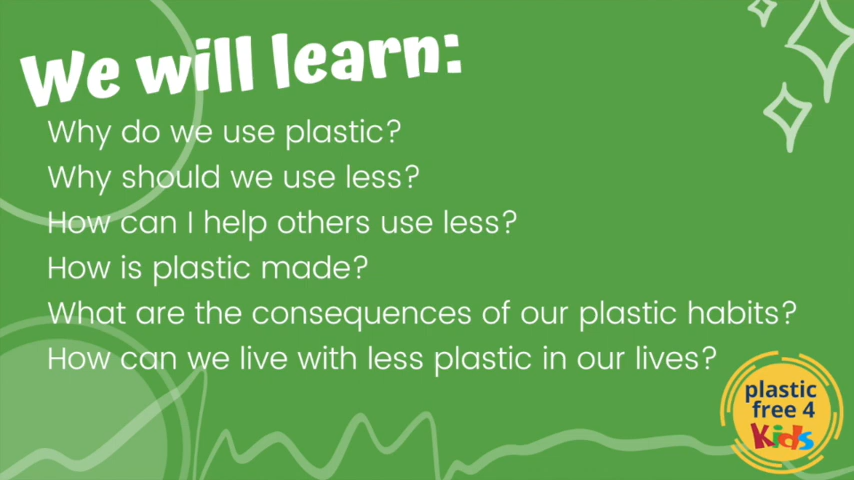 We will learn:
Why do we use plastic?
Why should we use less?
How can I help others use less?
How is plastic made?
What are the consequences of our plastic habits?
How can we live with less plastic in our lives?
plastic
free 4
Kids